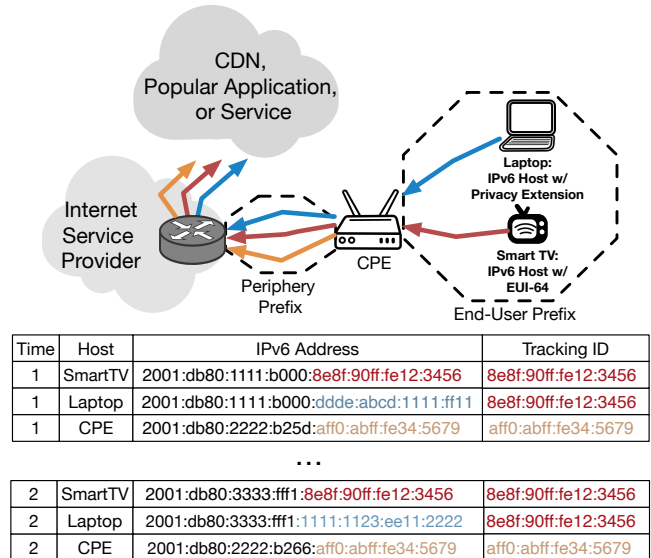 CDN,
Popular Application,
or Service
Internet
Service
Provider
Periphery
Prefix
CPE
Laptop:
IPv6 Host w/
Privacy Extension
Smart TV:
IPv6 Host w/
EUI-64
End-User Prefix
Time Host IPv6 Address Tracking ID
1 SmartTV 2001:db80:1111:b000:8e8f:90ff:fe12:3456 8e8f:90ff:fe12:3456
1 Laptop 2001:db80:1111:b000:ddde:abcd:1111:ff11 8e8f:90ff:fe12:3456
1 CPE 2001:db80:2222:b25d:aff0:abff:fe34:5679 aff0:abff:fe34:5679
...
2 SmartTV 2001:db80:3333:fff1:8e8f:90ff:fe12:3456 8e8f:90ff:fe12:3456
2 Laptop 2001:db80:3333:fff1:1111:1123:ee11:2222 8e8f:90ff:fe12:3456
2 CPE 2001:db80:2222:b266:aff0:abff:fe34:5679 aff0:abff:fe34:5679